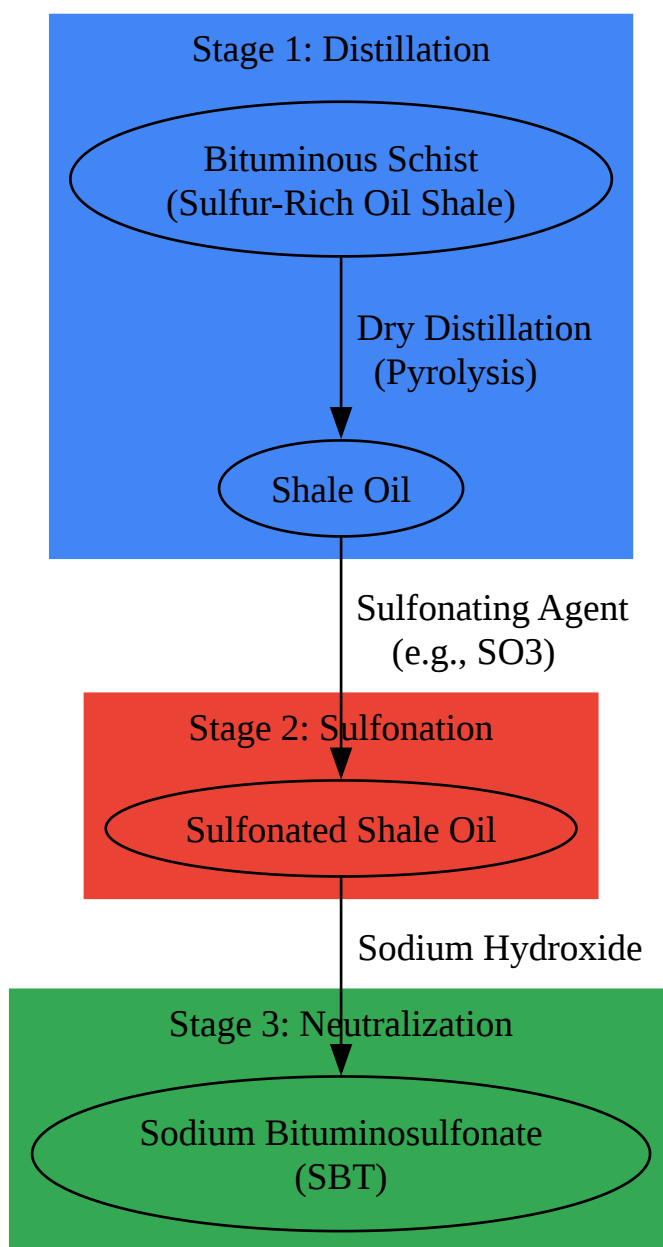 Stage 1: Distillation
Bituminous Schist
(Sulfur-Rich Oil Shale)
Dry Distillation
(Pyrolysis)
Shale Oil
Sulfonating Agent
(e.g., SO3)
Stage 2: Sulfonation
Sulfonated Shale Oil
Sodium Hydroxide
Stage 3: Neutralization
Sodium Bituminosulfonate
(SBT)